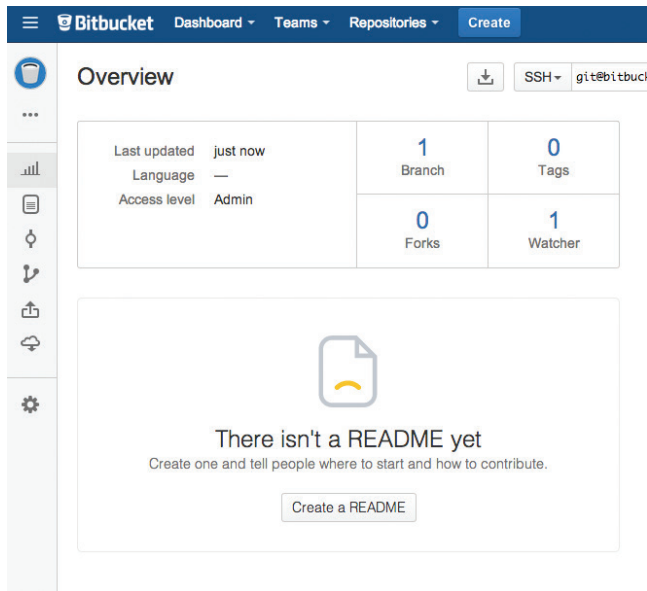 Bitbucket Dashboard Teams Repositories Create
Overview
SSH git@bitbuck
Last updated just now
Language —
Access level Admin
1
Branch
0
Tags
0
Forks
1
Watcher
There isn't a README yet
Create one and tell people where to start and how to contribute.
Create a README